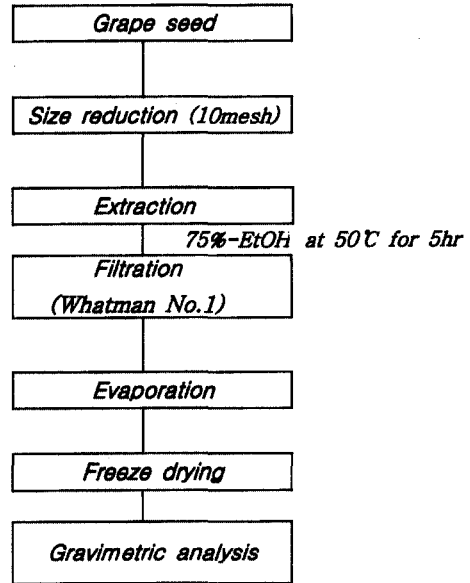 Grape seed
Size reduction (10mesh)
Extraction
75%-EtOH at 50℃ for 5hr
Filtration
(Whatman No.1)
Evaporation
Freeze drying
Gravimetric analysis